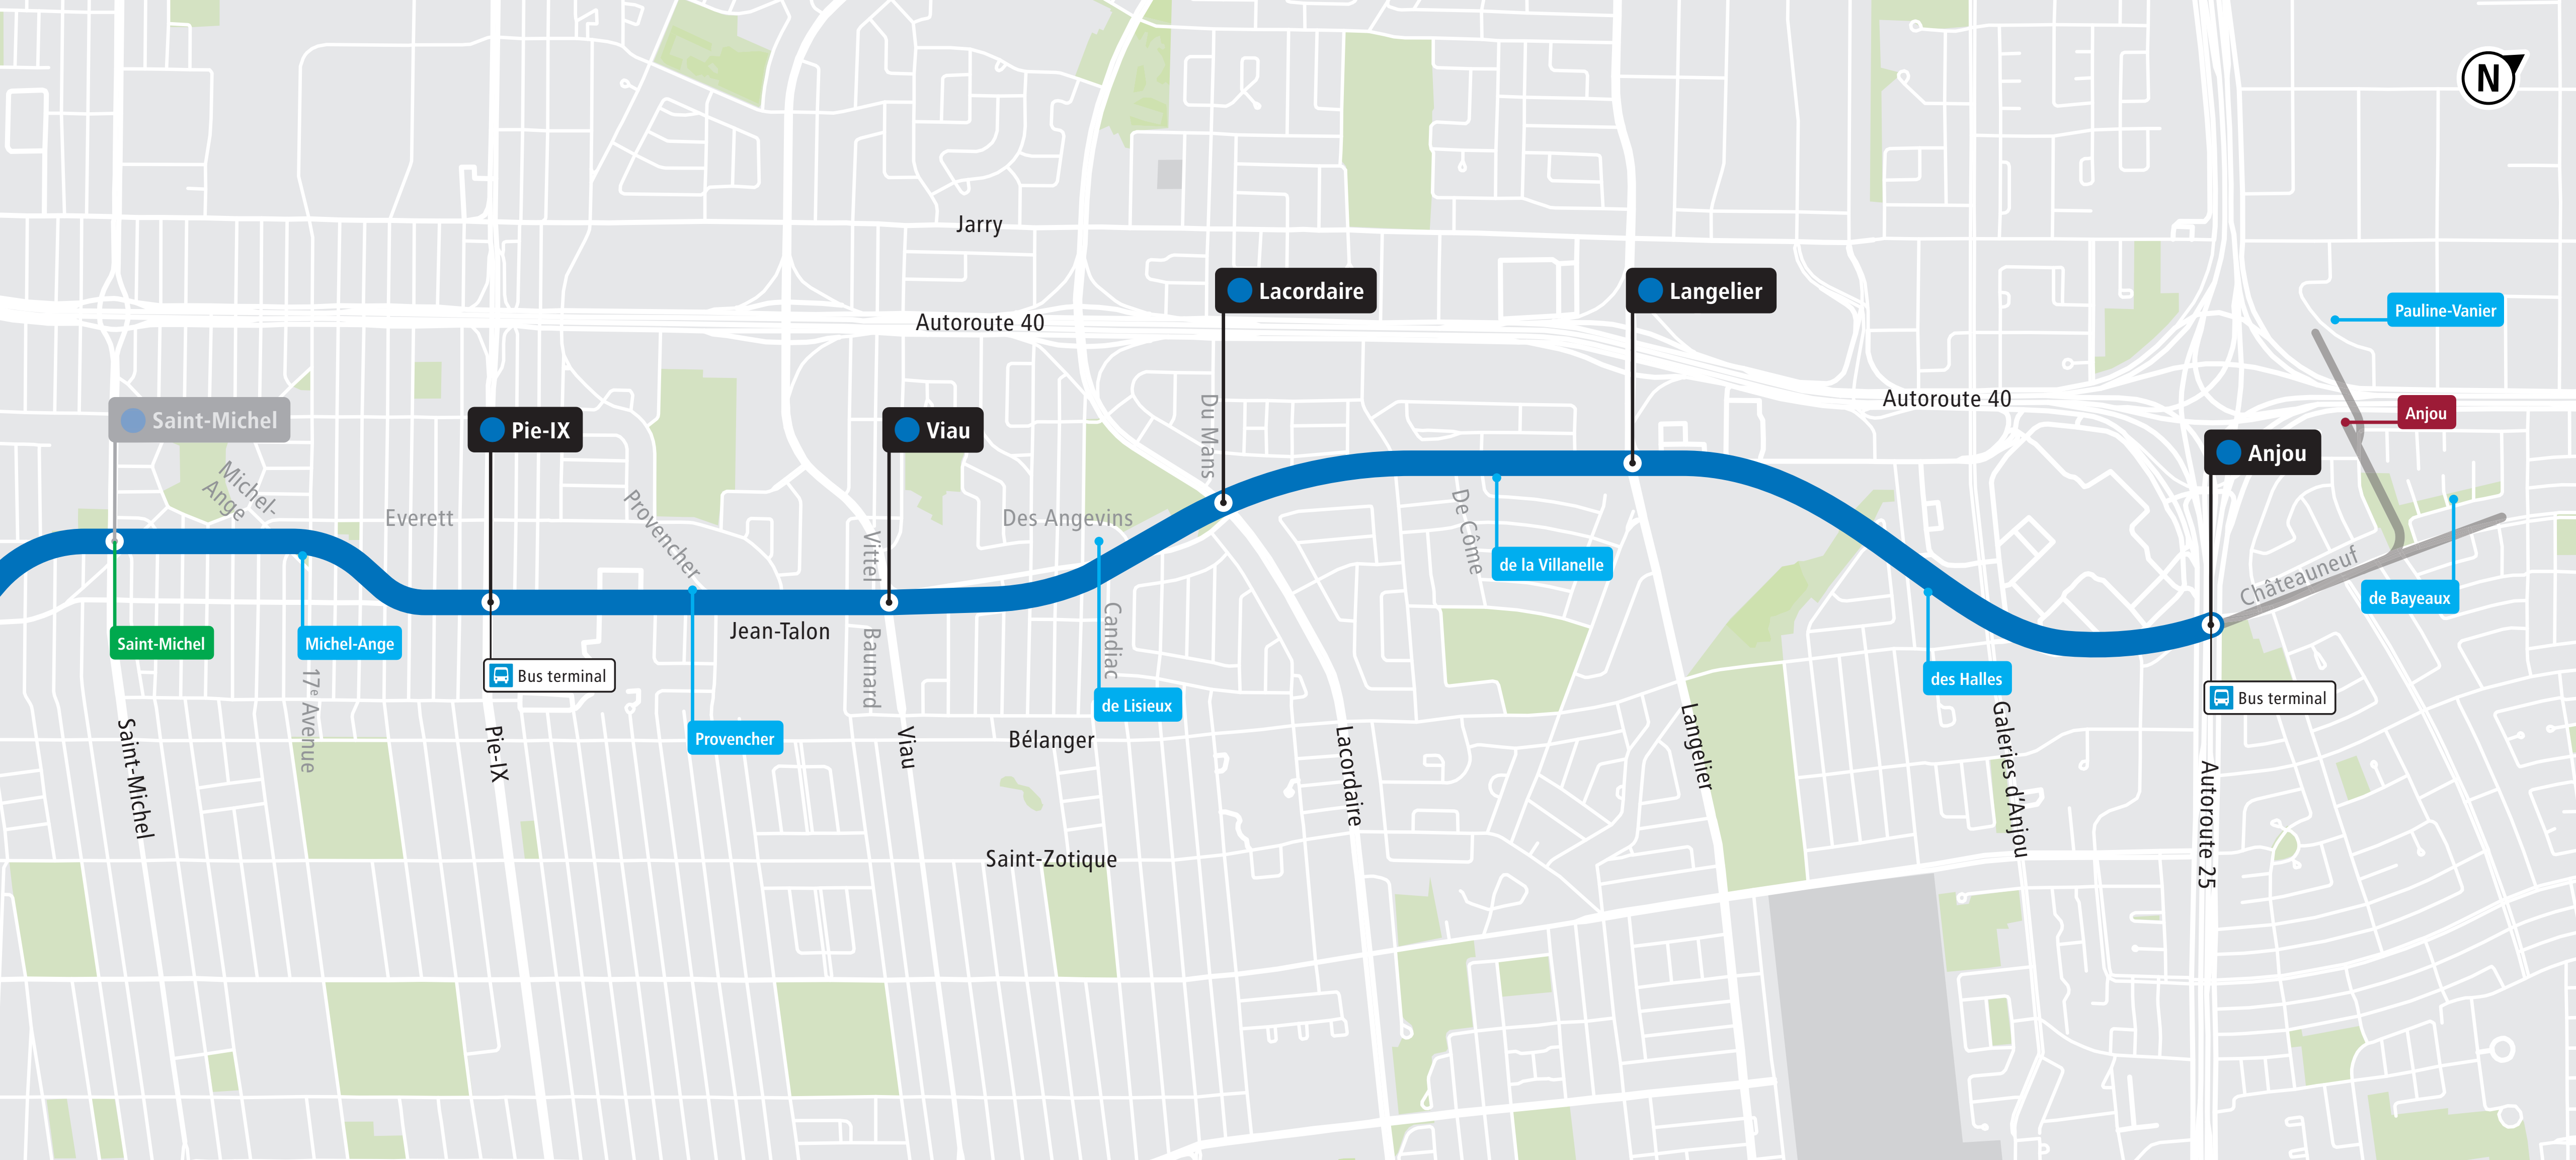 N
Jarry
Lacordaire
Langelier
Pauline-Vanier
Autoroute 40
Autoroute 40
Anjou
Saint-Michel
Pie-IX
Viau
Du Mans
Anjou
Michel-
Ange
Everett
Provencher
Vittel
Des Angevins
De Côme
de la Villanelle
Châteauneuf
de Bayeaux
Saint-Michel
Michel-Ange
Jean-Talon
Baunard
Candiac
des Halles
Bus terminal
Bus terminal
de Lisieux
17e Avenue
Provencher
Saint-Michel
Pie-IX
Viau
Bélanger
Lacordaire
Langelier
Galeries d'Anjou
Autoroute 25
Saint-Zotique